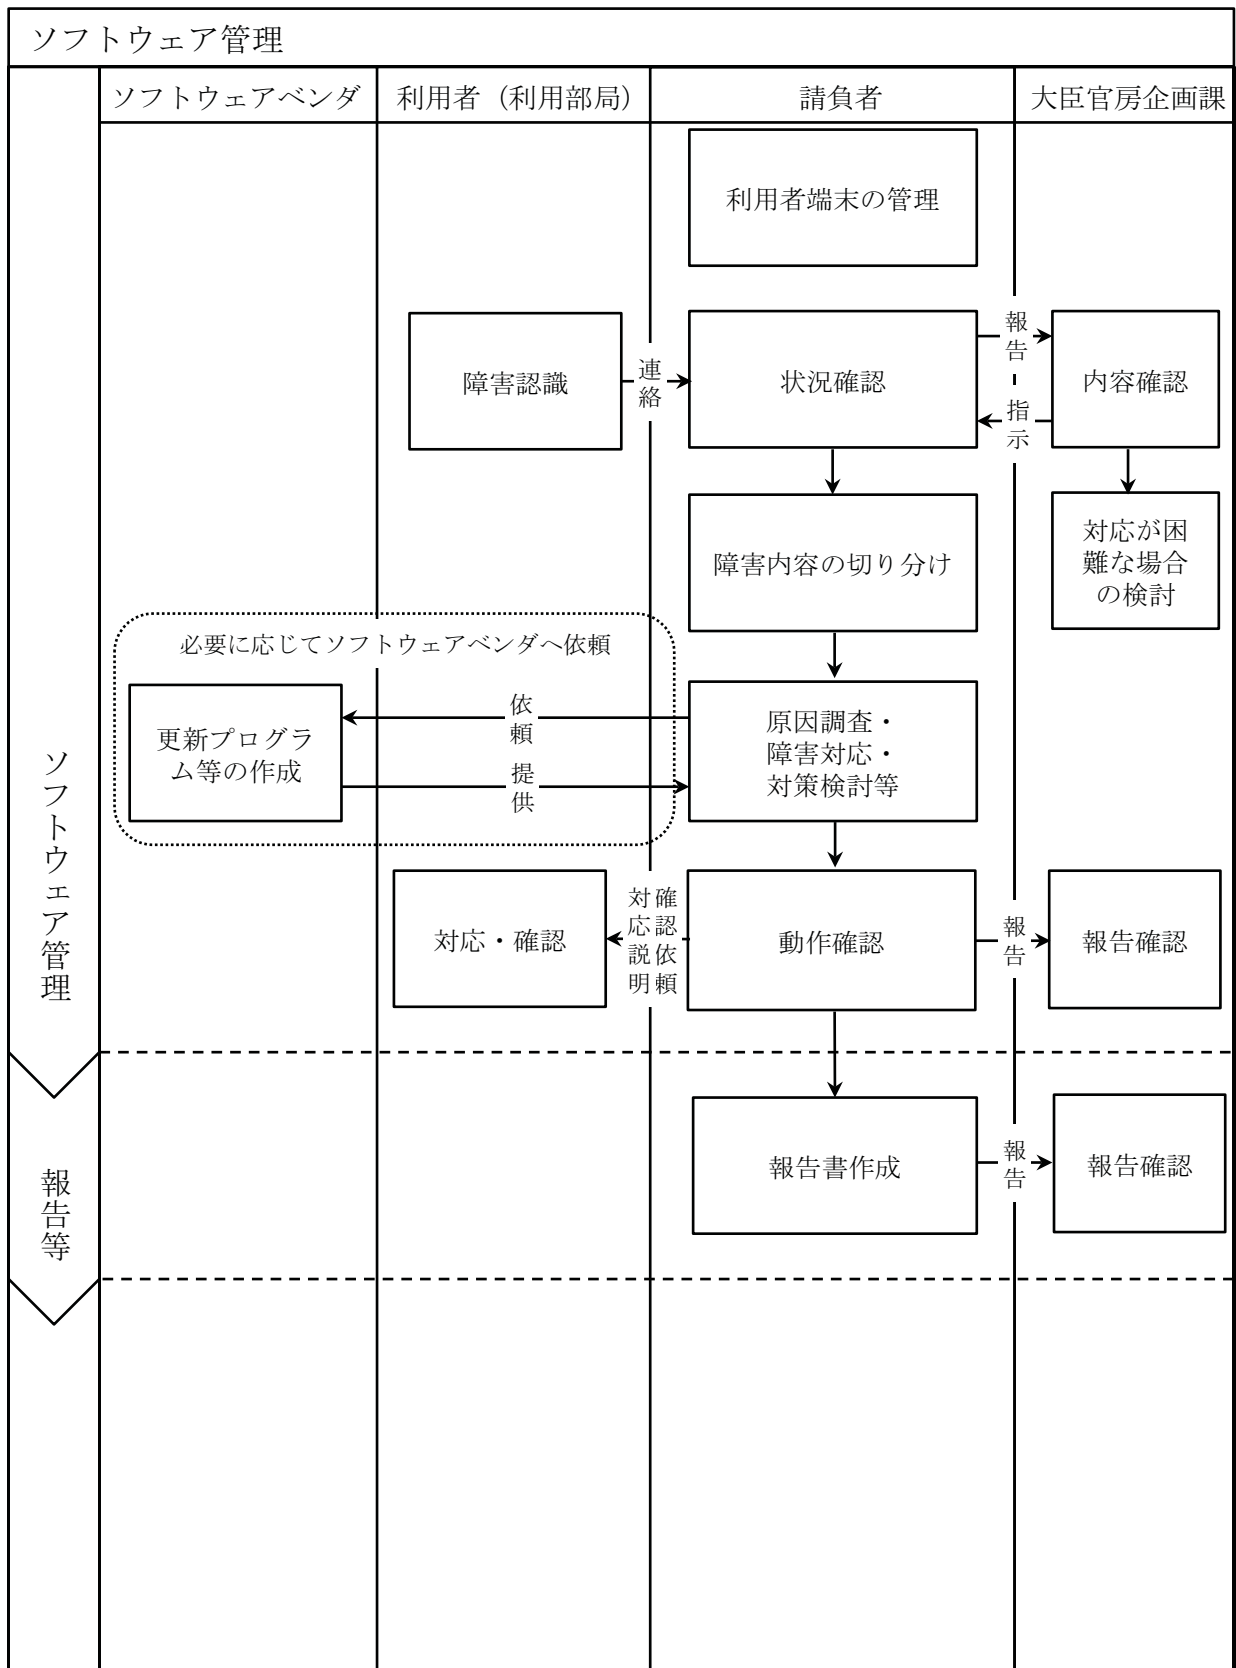 ソフトウェア管理
ソフトウェアベンダ
利用者（利用部局）
請負者
大臣官房企画課
ソフトウェア管理
利用者端末の管理
障害認識
連絡
状況確認
報告
指示
内容確認
障害内容の切り分け
対応が困
難な場合
の検討
必要に応じてソフトウェアベンダへ依頼
更新プログラ
ム等の作成
依頼
提供
原因調査・
障害対応・
対策検討等
対応・確認
確認依頼
対応説明
動作確認
報告
報告確認
報告等
報告書作成
報告
報告確認